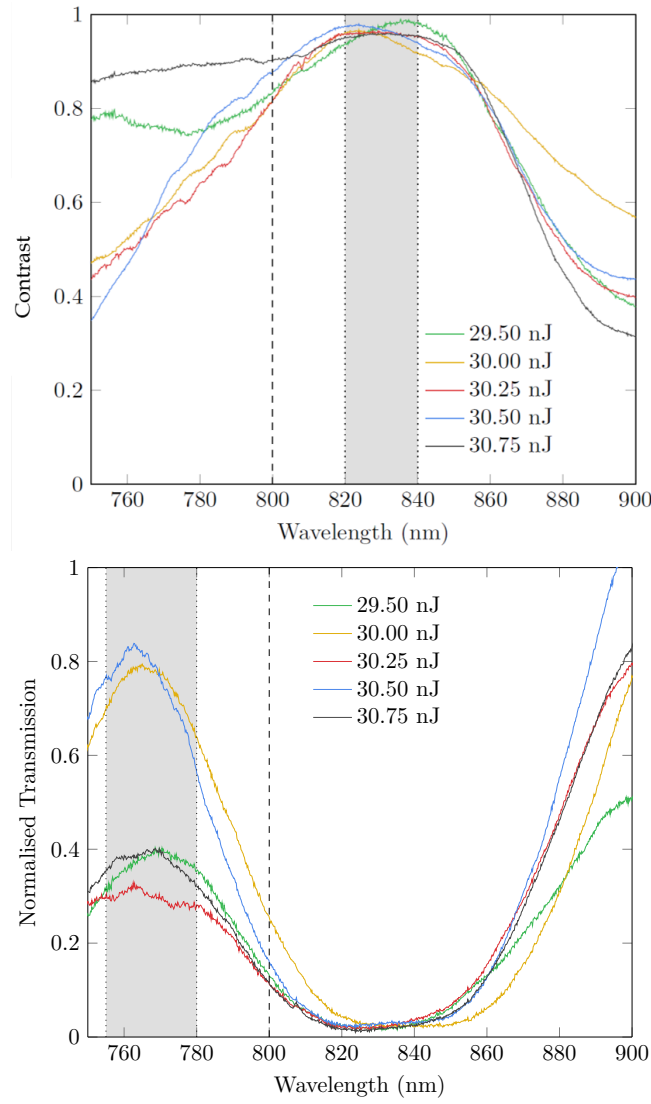 1
0.8
0.6
0.4
0.2
0
Contrast
29.50 nJ
30.00 nJ
30.25 nJ
30.50 nJ
30.75 nJ
760 780 800 820 840 860 880 900
Wavelength (nm)
1
0.8
0.6
0.4
0.2
0
Normalised Transmission
29.50 nJ
30.00 nJ
30.25 nJ
30.50 nJ
30.75 nJ
760 780 800 820 840 860 880 900
Wavelength (nm)